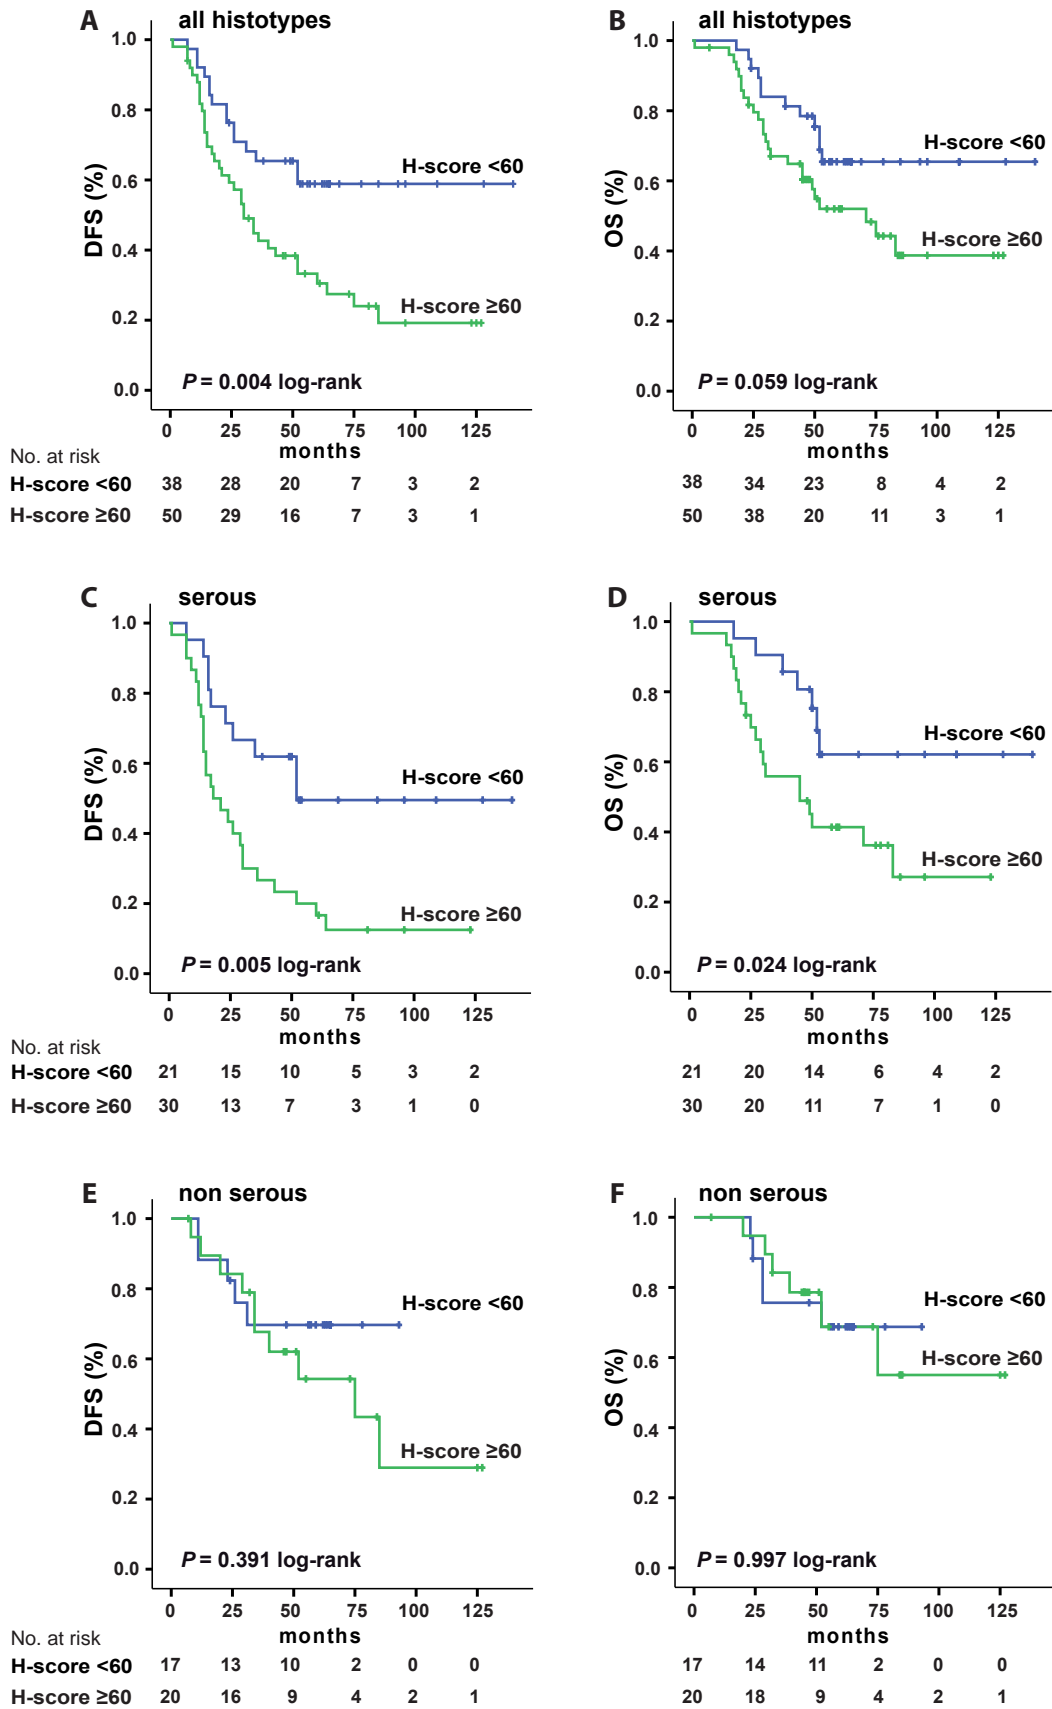 A all histotypes
1.0
0.8
0.6
0.4
0.2
0.0
DFS (%)
H-score <60
H-score ≥60
P = 0.004 log-rank
0 25 50 75 100 125
months
No. at risk
H-score <60 38 28 20 7 3 2
H-score ≥60 50 29 16 7 3 1
B all histotypes
1.0
0.8
0.6
0.4
0.2
0.0
OS (%)
H-score <60
H-score ≥60
P = 0.059 log-rank
0 25 50 75 100 125
months
38 34 23 8 4 2
50 38 20 11 3 1
C serous
1.0
0.8
0.6
0.4
0.2
0.0
DFS (%)
H-score <60
H-score ≥60
P = 0.005 log-rank
0 25 50 75 100 125
months
No. at risk
H-score <60 21 15 10 5 3 2
H-score ≥60 30 13 7 3 1 0
D serous
1.0
0.8
0.6
0.4
0.2
0.0
OS (%)
H-score <60
H-score ≥60
P = 0.024 log-rank
0 25 50 75 100 125
months
21 20 14 6 4 2
30 20 11 7 1 0
E non serous
1.0
0.8
0.6
0.4
0.2
0.0
DFS (%)
H-score <60
H-score ≥60
P = 0.391 log-rank
0 25 50 75 100 125
months
No. at risk
H-score <60 17 13 10 2 0 0
H-score ≥60 20 16 9 4 2 1
F non serous
1.0
0.8
0.6
0.4
0.2
0.0
OS (%)
H-score <60
H-score ≥60
P = 0.997 log-rank
0 25 50 75 100 125
months
17 14 11 2 0 0
20 18 9 4 2 1